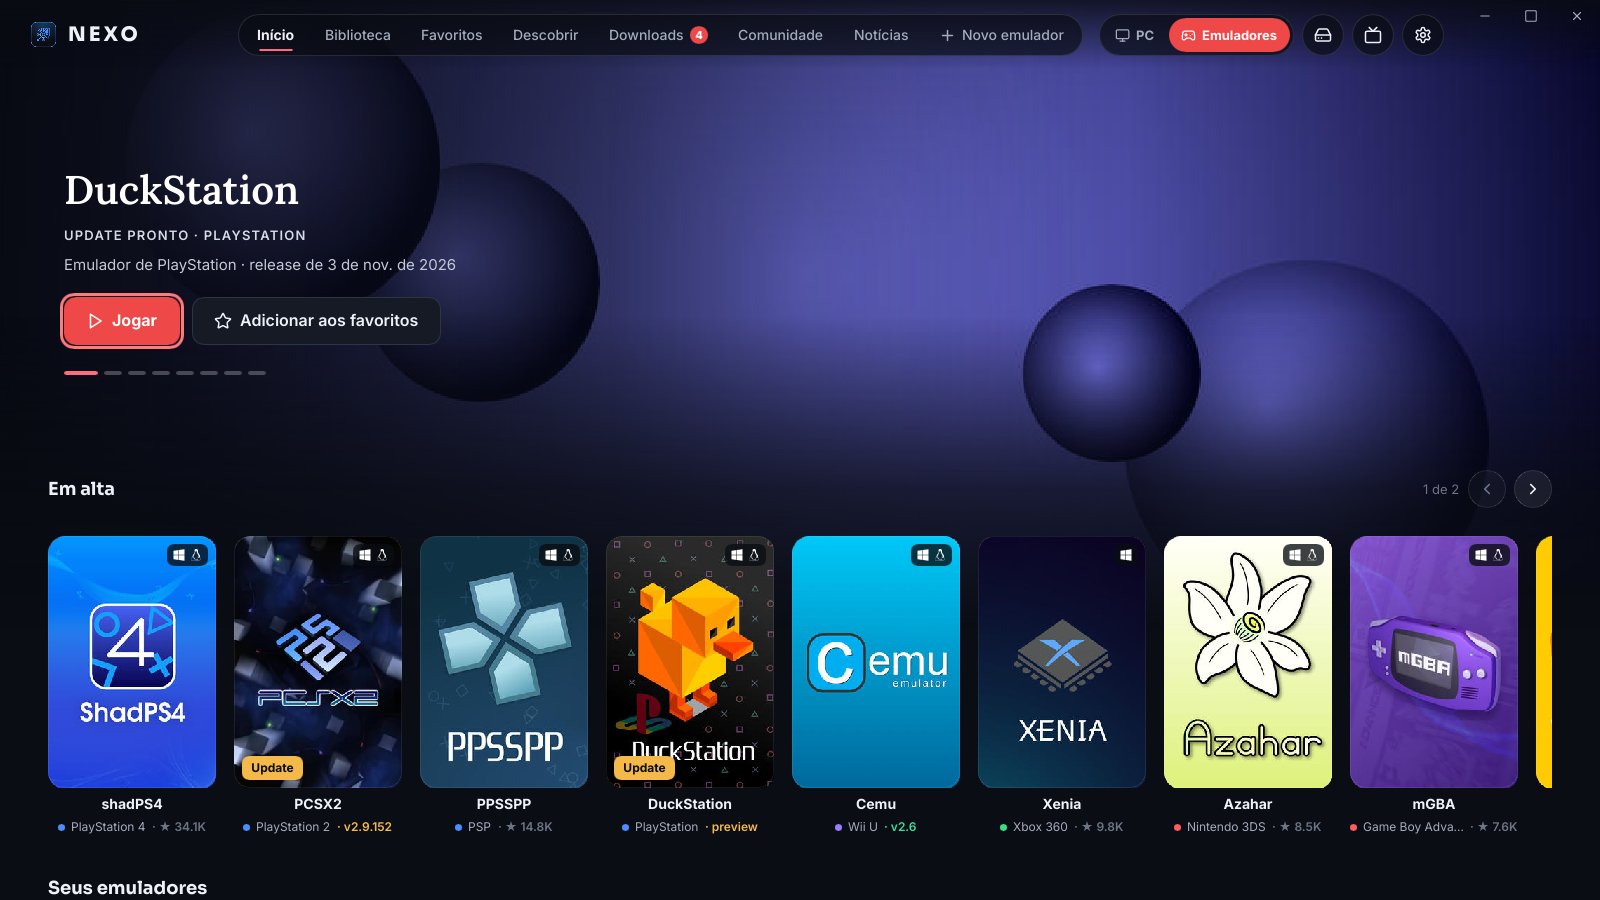 NEXO
Início Biblioteca Favoritos Descobrir Downloads 4 Comunidade Notícias + Novo emulador PC Emuladores
DuckStation
UPDATE PRONTO · PLAYSTATION
Emulador de PlayStation · release de 3 de nov. de 2026
Jogar Adicionar aos favoritos
Em alta
1 de 2
4
ShadPS4
PCSX2
Update
PPSSPP
DuckStation
Update
Cemu
emulator
XENIA
Azahar
mGBA
shadPS4
PlayStation 4 · ★ 34.1K
PCSX2
PlayStation 2 · v2.9.152
PPSSPP
PSP · ★ 14.8K
DuckStation
PlayStation · preview
Cemu
Wii U · v2.6
Xenia
Xbox 360 · ★ 9.8K
Azahar
Nintendo 3DS · ★ 8.5K
mGBA
Game Boy Adva... · ★ 7.6K
Seus emuladores